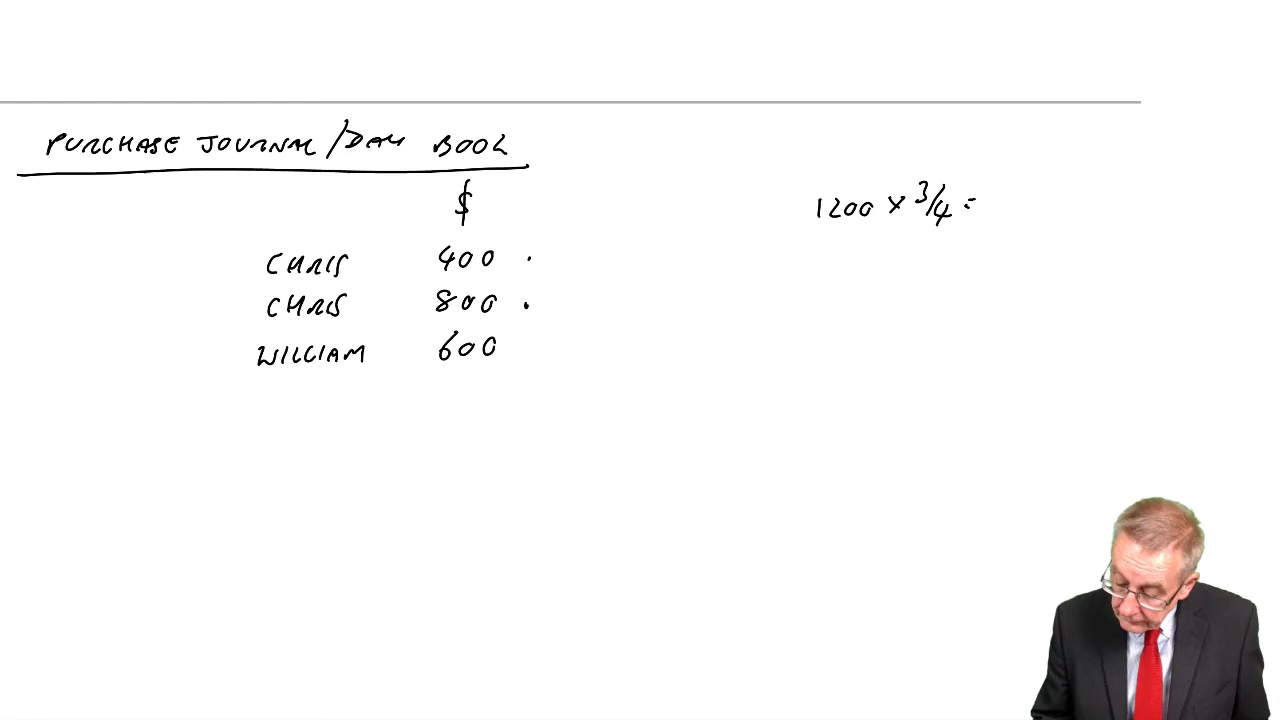 PURCHASE JOURNAL/DAY BOOK
$
CHRIS 400
CHRIS 800
WILLIAM 600
1200 × 3/4 =